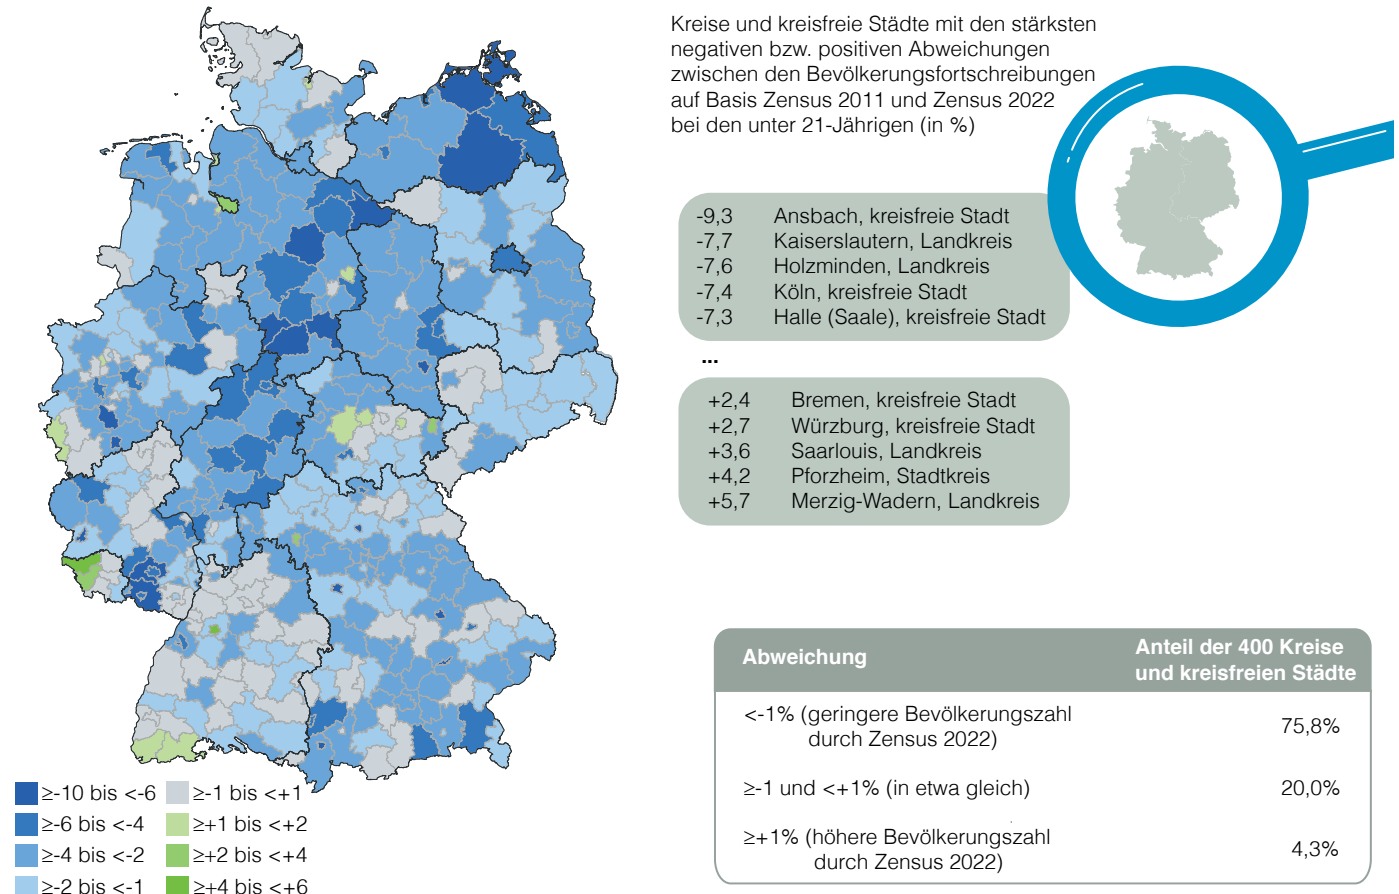 Kreise und kreisfreie Städte mit den stärksten
negativen bzw. positiven Abweichungen
zwischen den Bevölkerungsfortschreibungen
auf Basis Zensus 2011 und Zensus 2022
bei den unter 21-Jährigen (in %)
-9,3 Ansbach, kreisfreie Stadt
-7,7 Kaiserslautern, Landkreis
-7,6 Holzminden, Landkreis
-7,4 Köln, kreisfreie Stadt
-7,3 Halle (Saale), kreisfreie Stadt
...
+2,4 Bremen, kreisfreie Stadt
+2,7 Würzburg, kreisfreie Stadt
+3,6 Saarlouis, Landkreis
+4,2 Pforzheim, Stadtkreis
+5,7 Merzig-Wadern, Landkreis
Abweichung Anteil der 400 Kreise
und kreisfreien Städte
<-1% (geringere Bevölkerungszahl
durch Zensus 2022) 75,8%
≥-1 und <+1% (in etwa gleich) 20,0%
≥+1% (höhere Bevölkerungszahl
durch Zensus 2022) 4,3%
≥-10 bis <-6 ≥-1 bis <+1
≥-6 bis <-4 ≥+1 bis <+2
≥-4 bis <-2 ≥+2 bis <+4
≥-2 bis <-1 ≥+4 bis <+6